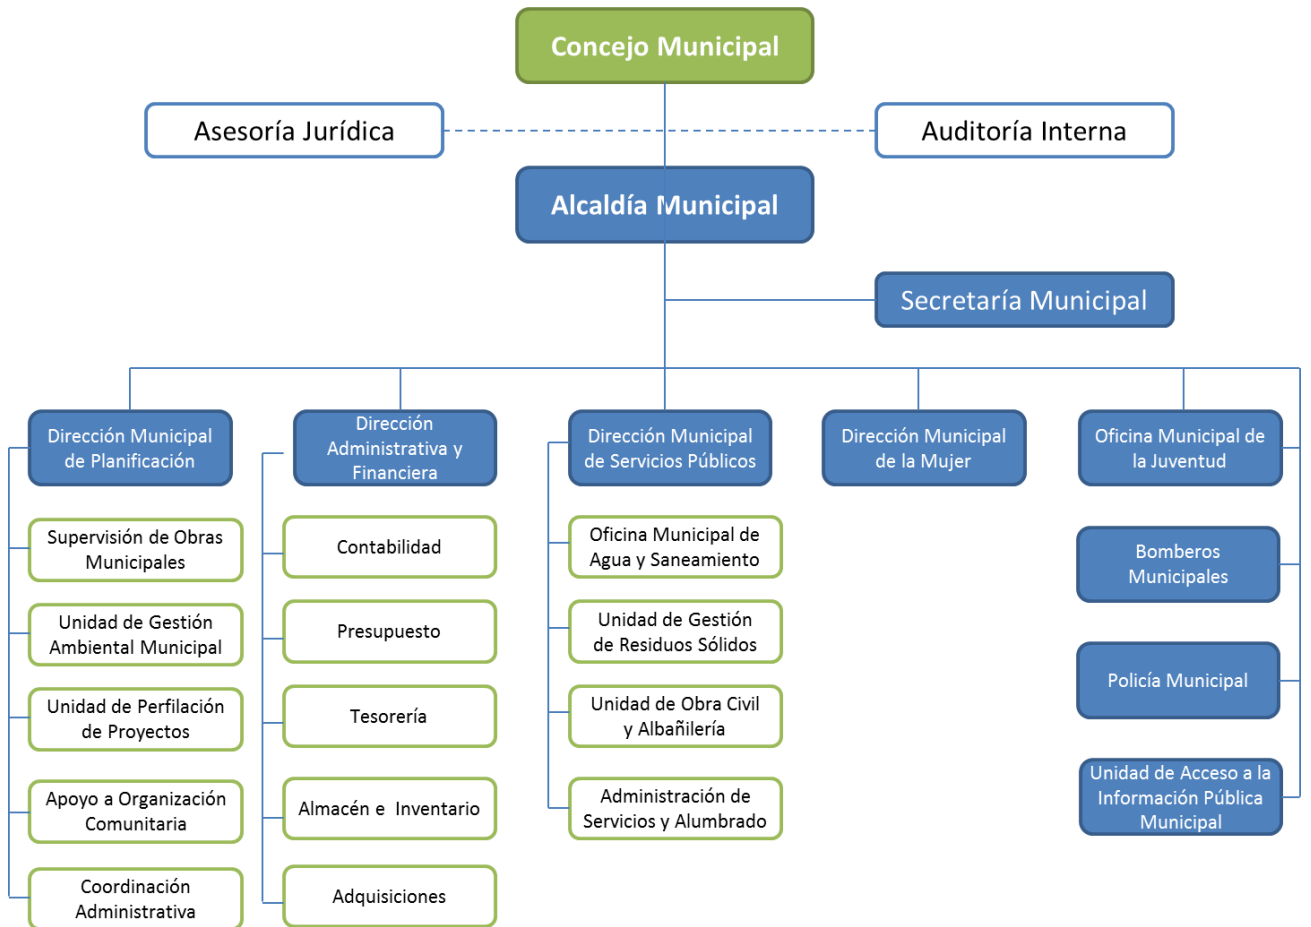 Concejo Municipal
Asesoría Jurídica
Auditoría Interna
Alcaldía Municipal
Secretaría Municipal
Dirección Municipal
de Planificación
Supervisión de Obras
Municipales
Unidad de Gestión
Ambiental Municipal
Unidad de Perfilación
de Proyectos
Apoyo a Organización
Comunitaria
Coordinación
Administrativa
Dirección
Administrativa y
Financiera
Contabilidad
Presupuesto
Tesorería
Almacén e Inventario
Adquisiciones
Dirección Municipal
de Servicios Públicos
Oficina Municipal de
Agua y Saneamiento
Unidad de Gestión
de Residuos Sólidos
Unidad de Obra Civil
y Albañilería
Administración de
Servicios y Alumbrado
Dirección Municipal
de la Mujer
Oficina Municipal de
la Juventud
Bomberos
Municipales
Policía Municipal
Unidad de Acceso a la
Información Pública
Municipal